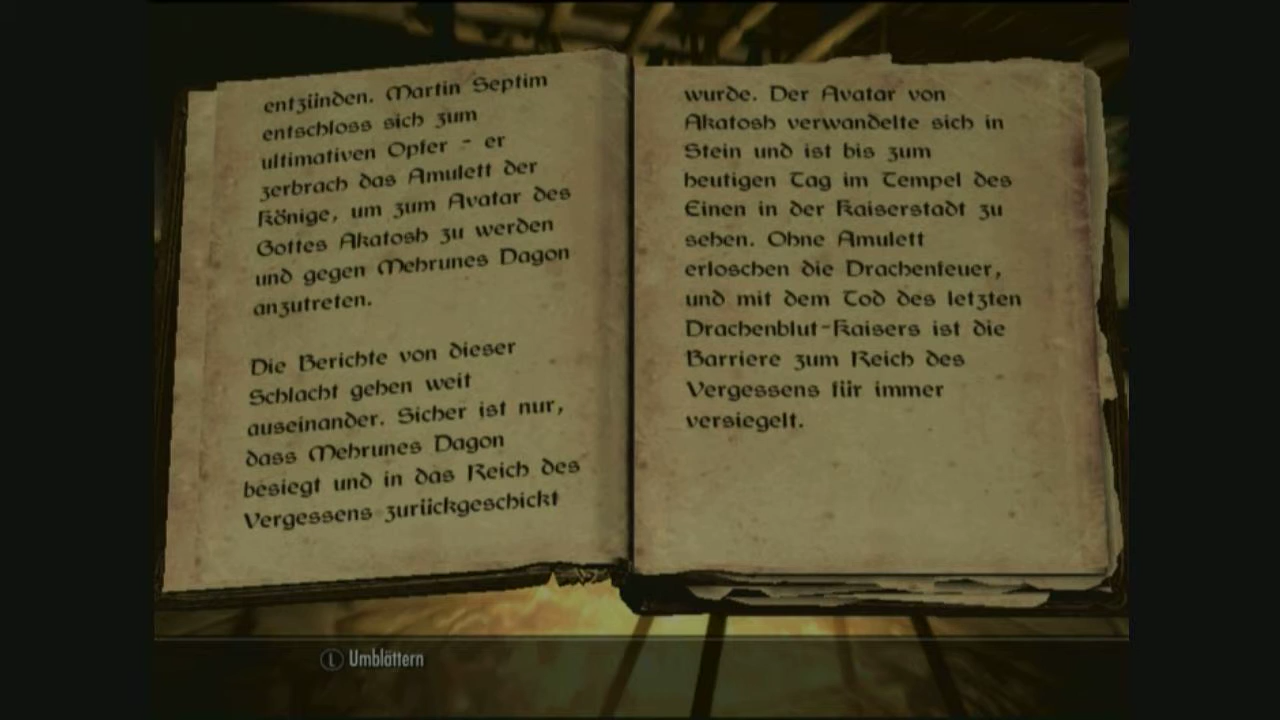 entzünden. Martin Septim
entschloss sich zum
ultimativen Opfer - er
zerbrach das Amulett der
Könige, um zum Avatar des
Gottes Akatosh zu werden
und gegen Mehrunes Dagon
anzutreten.
Die Berichte von dieser
Schlacht gehen weit
auseinander. Sicher ist nur,
dass Mehrunes Dagon
besiegt und in das Reich des
Vergessens zurückgeschickt
wurde. Der Avatar von
Akatosh verwandelte sich in
Stein und ist bis zum
heutigen Tag im Tempel des
Einen in der Kaiserstadt zu
sehen. Ohne Amulett
erloschen die Drachenfeuer,
und mit dem Tod des letzten
Drachenblut-Kaisers ist die
Barriere zum Reich des
Vergessens für immer
versiegelt.
L Umblättern